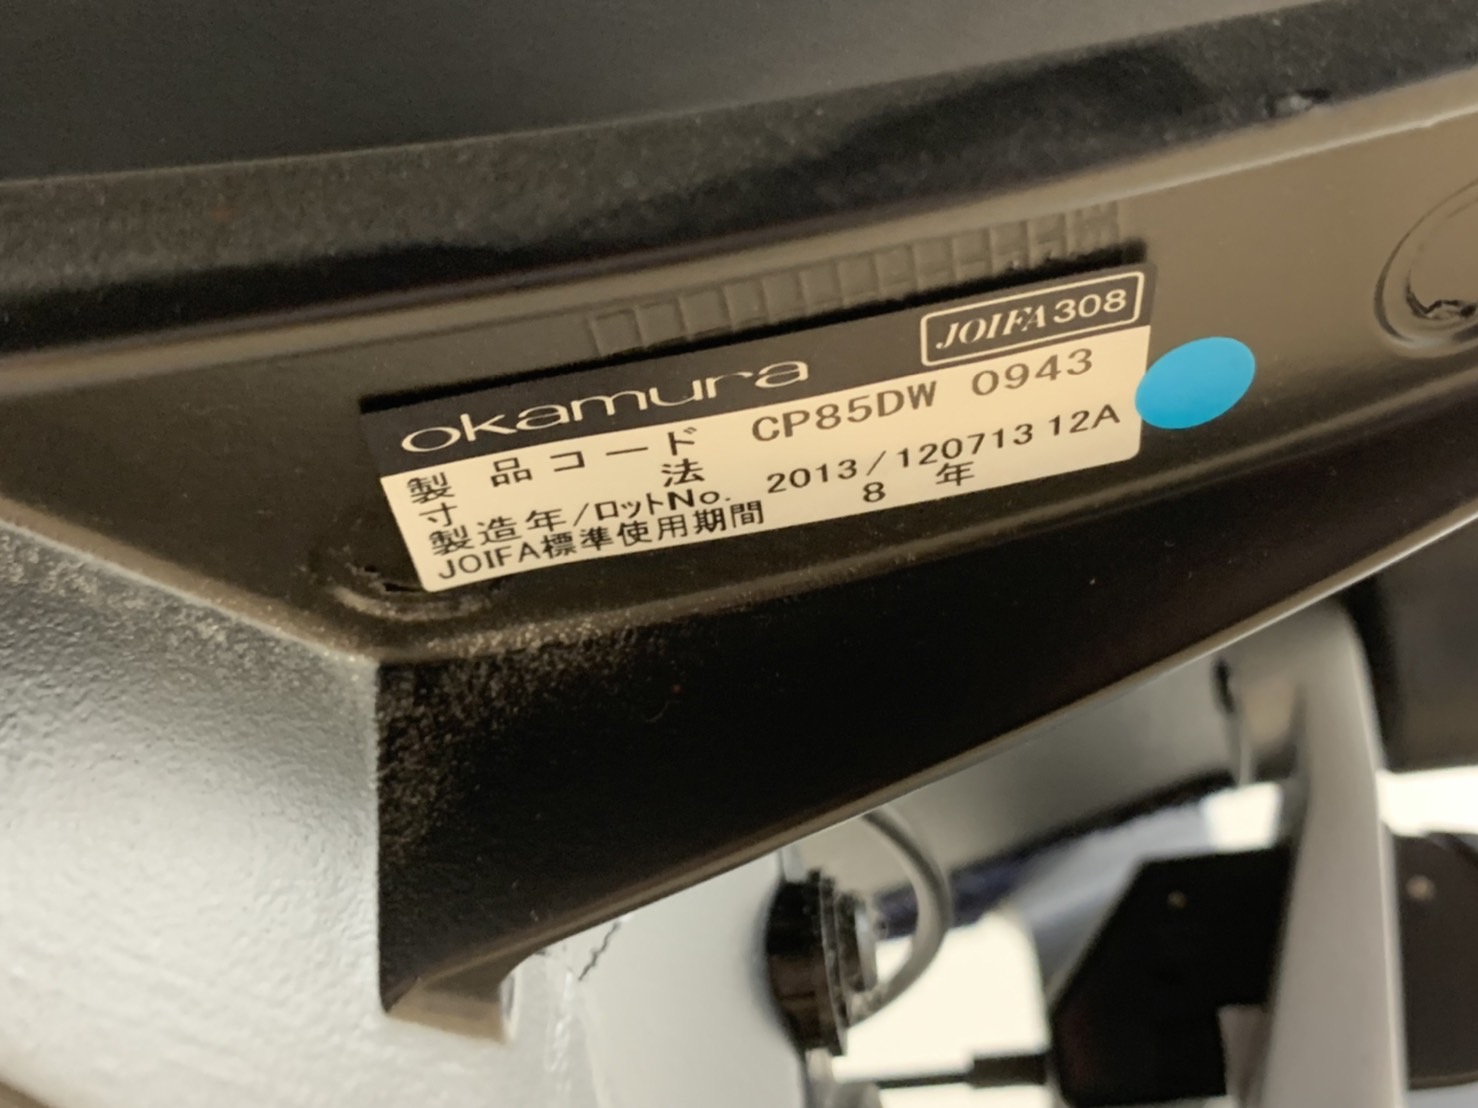 okamura JOIFA308
製品コード CP85DW 0943
寸法
製造年/ロットNo. 2013/120713 12A
JOIFA標準使用期間 8年